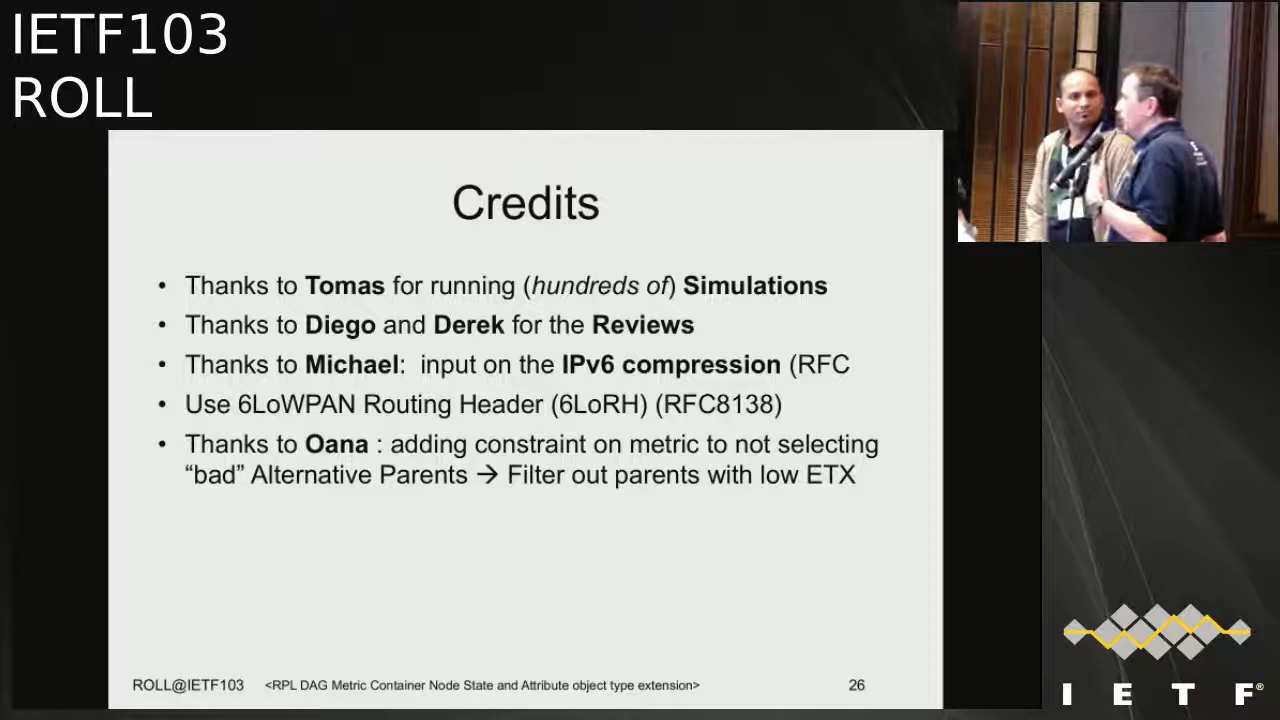 IETF103
ROLL
Credits
• Thanks to Tomas for running (hundreds of) Simulations
• Thanks to Diego and Derek for the Reviews
• Thanks to Michael:  input on the IPv6 compression (RFC
• Use 6LoWPAN Routing Header (6LoRH) (RFC8138)
• Thanks to Oana : adding constraint on metric to not selecting
“bad” Alternative Parents → Filter out parents with low ETX
ROLL@IETF103 <RPL DAG Metric Container Node State and Attribute object type extension> 26
I E T F®